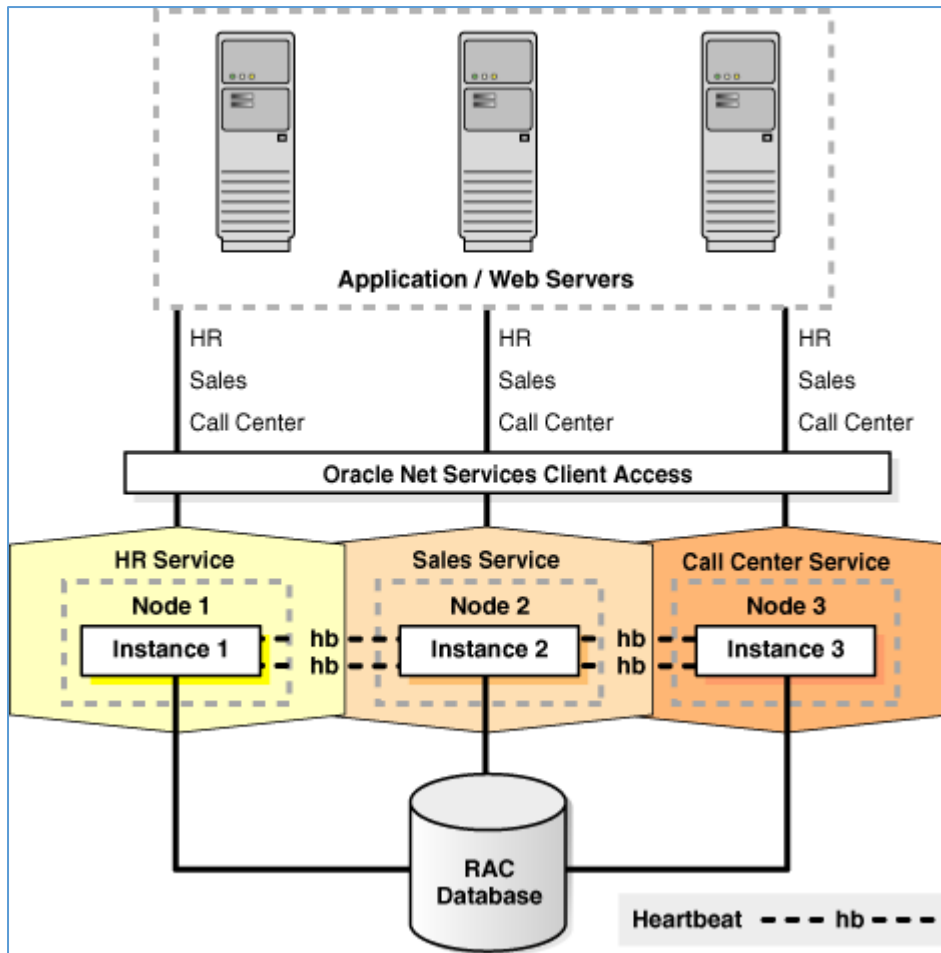 Application / Web Servers
HR
Sales
Call Center
HR
Sales
Call Center
HR
Sales
Call Center
Oracle Net Services Client Access
HR Service
Node 1
Instance 1
Sales Service
Node 2
Instance 2
Call Center Service
Node 3
Instance 3
hb
hb
hb
hb
RAC
Database
Heartbeat
hb